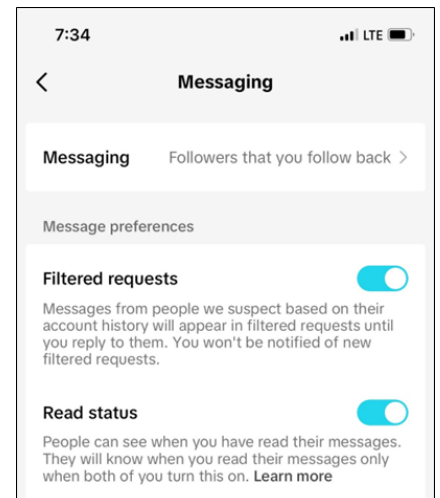 7:34 LTE
Messaging
Messaging Followers that you follow back >
Message preferences
Filtered requests
Messages from people we suspect based on their
account history will appear in filtered requests until
you reply to them. You won't be notified of new
filtered requests.
Read status
People can see when you have read their messages.
They will know when you read their messages only
when both of you turn this on. Learn more